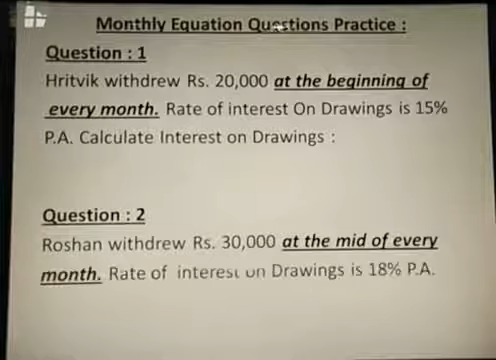 Monthly Equation Questions Practice :
Question : 1
Hritvik withdrew Rs. 20,000 at the beginning of
every month. Rate of interest On Drawings is 15%
P.A. Calculate Interest on Drawings :
Question : 2
Roshan withdrew Rs. 30,000 at the mid of every
month. Rate of interest on Drawings is 18% P.A.